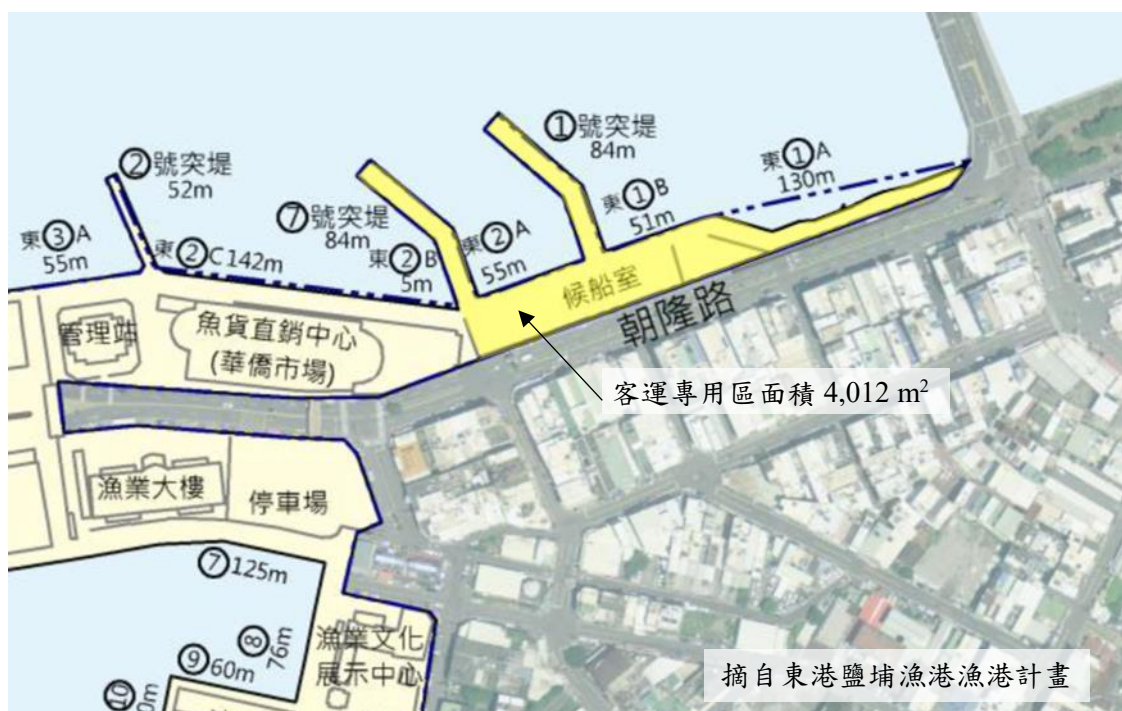 ①號突堤
84m
②號突堤
52m
東①A
130m
⑦號突堤
84m
東①B
51m
東③A
55m
東②C 142m
東②B
5m
東②A
55m
候船室
朝隆路
管理站
魚貨直銷中心
(華僑市場)
客運專用區面積 4,012 m²
漁業大樓
停車場
⑦125m
⑧
76m
漁業文化
展示中心
⑨60m
⑩
0m
摘自東港鹽埔漁港漁港計畫